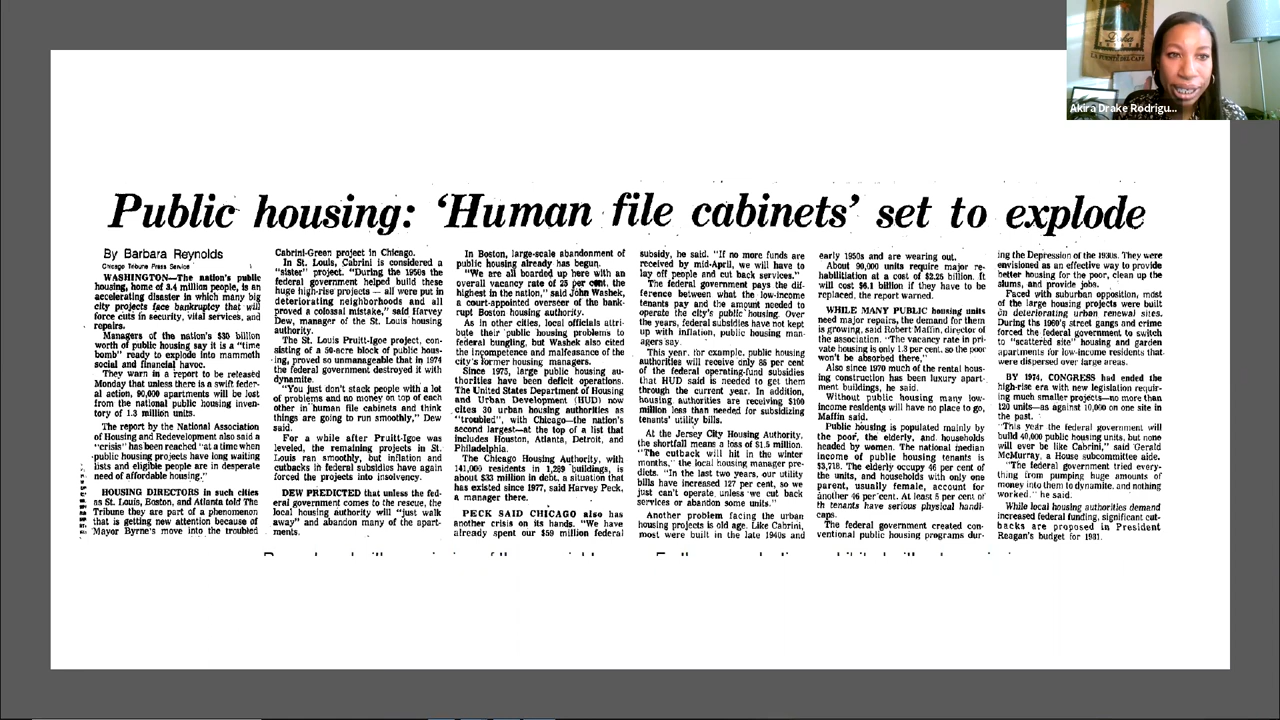 Akira Drake Rodrigu...
Public housing: 'Human file cabinets' set to explode
By Barbara Reynolds
Chicago Tribune Press Service
WASHINGTON—The nation's public
housing, home of 3.4 million people, is an
accelerating disaster in which many big
city projects face bankruptcy that will
force cuts in security, vital services, and
repairs.
Managers of the nation's $30 billion
worth of public housing say it is a "time
bomb" ready to explode into mammoth
social and financial havoc.
They warn in a report to be released
Monday that unless there is a swift feder-
al action, 90,000 apartments will be lost
from the national public housing inven-
tory of 1.3 million units.
The report by the National Association
of Housing and Redevelopment also said a
"crisis" has been reached "at a time when
public housing projects have long waiting
lists and eligible people are in desperate
need of affordable housing."
HOUSING DIRECTORS in such cities
as St. Louis, Boston, and Atlanta told The
Tribune they are part of a phenomenon
that is getting new attention because of
Mayor Byrne's move into the troubled
Cabrini-Green project in Chicago.
In St. Louis, Cabrini is considered a
"sister" project. "During the 1950s the
federal government helped build these
huge high-rise projects — all were put in
deteriorating neighborhoods and all
proved a colossal mistake," said Harvey
Dew, manager of the St. Louis housing
authority.
The St. Louis Pruitt-Igoe project, con-
sisting of a 50-acre block of public hous-
ing, proved so unmanageable that in 1974
the federal government destroyed it with
dynamite.
"You just don't stack people with a lot
of problems and no money on top of each
other in human file cabinets and think
things are going to run smoothly," Dew
said.
For a while after Pruitt-Igoe was
leveled, the remaining projects in St.
Louis ran smoothly, but inflation and
cutbacks in federal subsidies have again
forced the projects into insolvency.
DEW PREDICTED that unless the fed-
eral government comes to the rescue, the
local housing authority will "just walk
away" and abandon many of the apart-
ments.
In Boston, large-scale abandonment of
public housing already has begun.
"We are all boarded up here with an
overall vacancy rate of 25 per cent, the
highest in the nation," said John Washek,
a court-appointed overseer of the bank-
rupt Boston housing authority.
As in other cities, local officials attri-
bute their public housing problems to
federal bungling, but Washek also cited
the incompetence and malfeasance of the
city's former housing managers.
Since 1975, large public housing au-
thorities have been deficit operations.
The United States Department of Housing
and Urban Development (HUD) now
cites 30 urban housing authorities as
"troubled", with Chicago—the nation's
second largest—at the top of a list that
includes Houston, Atlanta, Detroit, and
Philadelphia.
The Chicago Housing Authority, with
141,000 residents in 1,289 buildings, is
about $33 million in debt, a situation that
has existed since 1977, said Harvey Peck,
a manager there.
PECK SAID CHICAGO also has
another crisis on its hands. "We have
already spent our $59 million federal
subsidy, he said. "If no more funds are
received by mid-April, we will have to
lay off people and cut back services."
The federal government pays the dif-
ference between what the low-income
tenants pay and the amount needed to
operate the city's public housing. Over
the years, federal subsidies have not kept
up with inflation, public housing man-
agers say.
This year, for example, public housing
authorities will receive only 85 per cent
of the federal operating-fund subsidies
that HUD said is needed to get them
through the current year. In addition,
housing authorities are receiving $100
million less than needed for subsidizing
tenants' utility bills.
At the Jersey City Housing Authority,
the shortfall means a loss of $1.5 million.
"The cutback will hit in the winter
months," the local housing manager pre-
dicts. "In the last two years, our utility
bills have increased 127 per cent, so we
just can't operate unless we cut back
services or abandon some units."
Another problem facing the urban
housing projects is old age. Like Cabrini,
most were built in the late 1940s and
early 1950s and are wearing out.
About 90,000 units require major re-
habilitation at a cost of $2.25 billion. It
will cost $6.1 billion if they have to be
replaced, the report warned.
WHILE MANY PUBLIC housing units
need major repairs, the demand for them
is growing, said Robert Maffin, director of
the association. "The vacancy rate in pri-
vate housing is only 1.3 per cent, so the poor
won't be absorbed there,"
Also since 1970 much of the rental hous-
ing construction has been luxury apart-
ment buildings, he said.
Without public housing many low-
income residents will have no place to go,
Maffin said.
Public housing is populated mainly by
the poor, the elderly, and households
headed by women. The national median
income of public housing tenants is
$3,718. The elderly occupy 46 per cent of
the units, and households with only one
parent, usually female, account for
another 46 per cent. At least 5 per cent of
th tenants have serious physical handi-
caps.
The federal government created con-
ventional public housing programs dur-
ing the Depression of the 1930s. They were
envisioned as an effective way to provide
better housing for the poor, clean up the
slums, and provide jobs.
Faced with suburban opposition, most
of the large housing projects were built
on deteriorating urban renewal sites.
During ths 1960's street gangs and crime
forced the federal government to switch
to "scattered site" housing and garden
apartments for low-income residents that
were dispersed over large areas.
BY 1974, CONGRESS had ended the
high-rise era with new legislation requir-
ing much smaller projects—no more than
120 units—as against 10,000 on one site in
the past.
"This year the federal government will
build 40,000 public housing units, but none
will ever be like Cabrini," said Gerald
McMurray, a House subcommittee aide.
"The federal government tried every-
thing from pumping huge amounts of
money into them to dynamite, and nothing
worked." he said.
While local housing authorities demand
increased federal funding, significant cut-
backs are proposed in President
Reagan's budget for 1981.